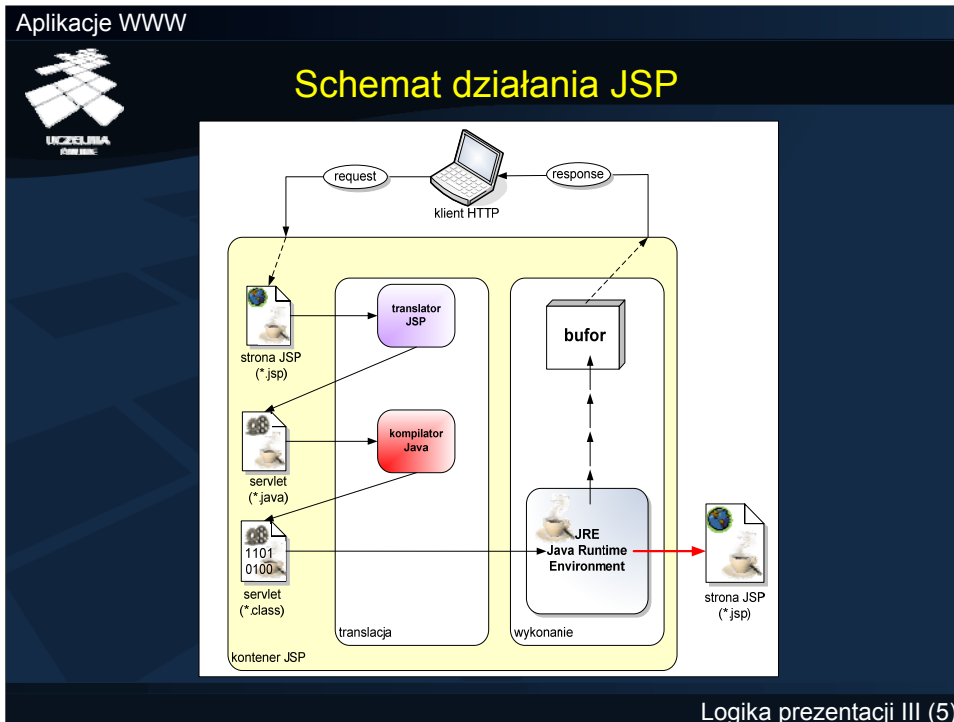 Aplikacje WWW
UCZELNIA
ONLINE
Schemat działania JSP
request
response
klient HTTP
strona JSP
(*.jsp)
translator
JSP
bufor
servlet
(*.java)
kompilator
Java
servlet
(*.class)
1101
0100
JRE
Java Runtime
Environment
strona JSP
(*.jsp)
translacja
wykonanie
kontener JSP
Logika prezentacji III (5)